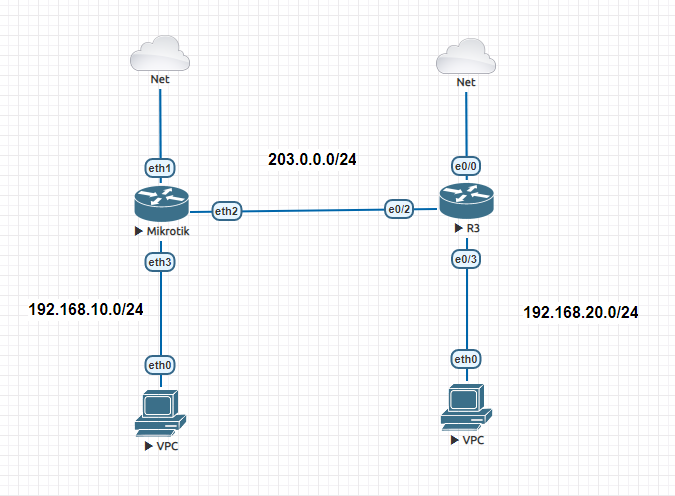 Net
Net
203.0.0.0/24
eth1
e0/0
Mikrotik
eth2
e0/2
R3
eth3
e0/3
192.168.10.0/24
192.168.20.0/24
eth0
eth0
VPC
VPC